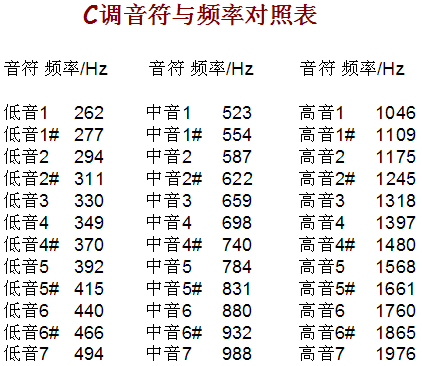 C调音符与频率对照表
音符 频率/Hz 音符 频率/Hz 音符 频率/Hz
低音1 262 中音1 523 高音1 1046
低音1# 277 中音1# 554 高音1# 1109
低音2 294 中音2 587 高音2 1175
低音2# 311 中音2# 622 高音2# 1245
低音3 330 中音3 659 高音3 1318
低音4 349 中音4 698 高音4 1397
低音4# 370 中音4# 740 高音4# 1480
低音5 392 中音5 784 高音5 1568
低音5# 415 中音5# 831 高音5# 1661
低音6 440 中音6 880 高音6 1760
低音6# 466 中音6# 932 高音6# 1865
低音7 494 中音7 988 高音7 1976